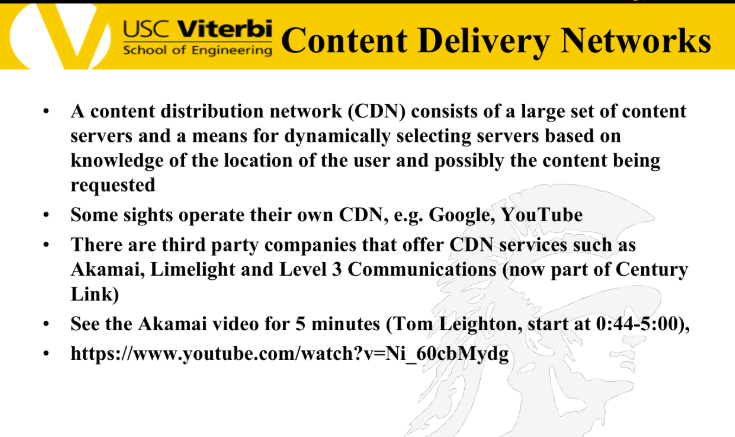 USC Viterbi
School of Engineering
Content Delivery Networks
• A content distribution network (CDN) consists of a large set of content
servers and a means for dynamically selecting servers based on
knowledge of the location of the user and possibly the content being
requested
• Some sights operate their own CDN, e.g. Google, YouTube
• There are third party companies that offer CDN services such as
Akamai, Limelight and Level 3 Communications (now part of Century
Link)
• See the Akamai video for 5 minutes (Tom Leighton, start at 0:44-5:00),
• https://www.youtube.com/watch?v=Ni_60cbMydg